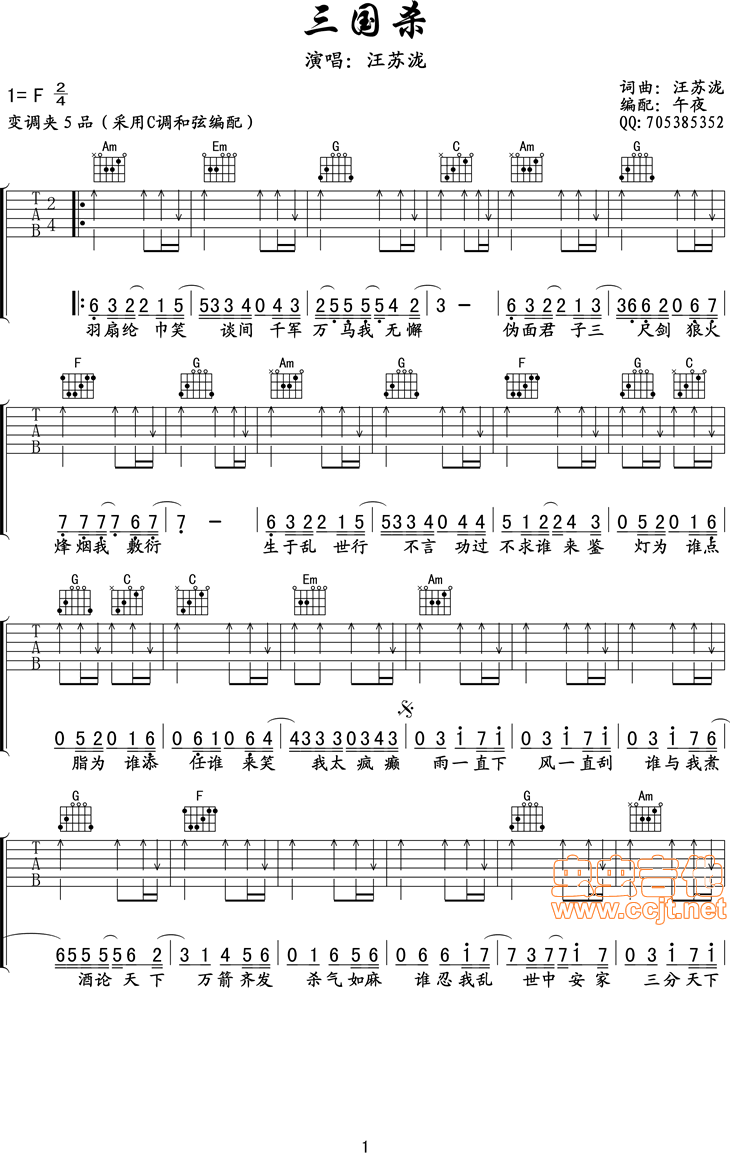 三国杀
演唱：汪苏泷
1= F 2/4
词曲：汪苏泷
编配：午夜
变调夹 5 品（采用C调和弦编配）
QQ: 705385352
Am Em G C Am G
T A B 2 4
6 3 2 2 2 1 5 5 3 3 4 0 4 3 2 5 5 5 5 4 2 3 - 6 3 2 2 2 1 3 3 6 6 2 0 6 7
羽扇纶 巾笑 谈间 千军 万 马我 无懈 伪面君 子三 尺剑 狼火
F G Am G F G C
T A B
7 7 7 7 7 6 7 7 - 6 3 2 2 2 1 5 5 3 3 4 0 4 4 5 1 2 2 4 3 0 5 2 0 1 6
烽 烟我 敷衍 生于乱 世行 不言 功过 不求谁 来 鉴 灯为 谁点
G C C Em Am
T A B
0 5 2 0 1 6 0 6 1 0 6 4 4 3 3 3 0 3 4 3 0 3 1 7 1 0 3 1 7 1 0 3 1 7 6
脂为 谁添 任谁 来笑 我太 疯癫 雨一直下 风一直刮 谁与我煮
G F G Am
T A B
6 5 5 5 5 5 6 2 3 1 4 5 6 0 1 6 5 6 0 6 6 1 7 7 3 7 7 1 7 0 3 1 7 1
酒论 天下 万箭齐发 杀气如麻 谁忍我乱 世中 安家 三分天下
虫虫吉他
www.ccjt.net
1